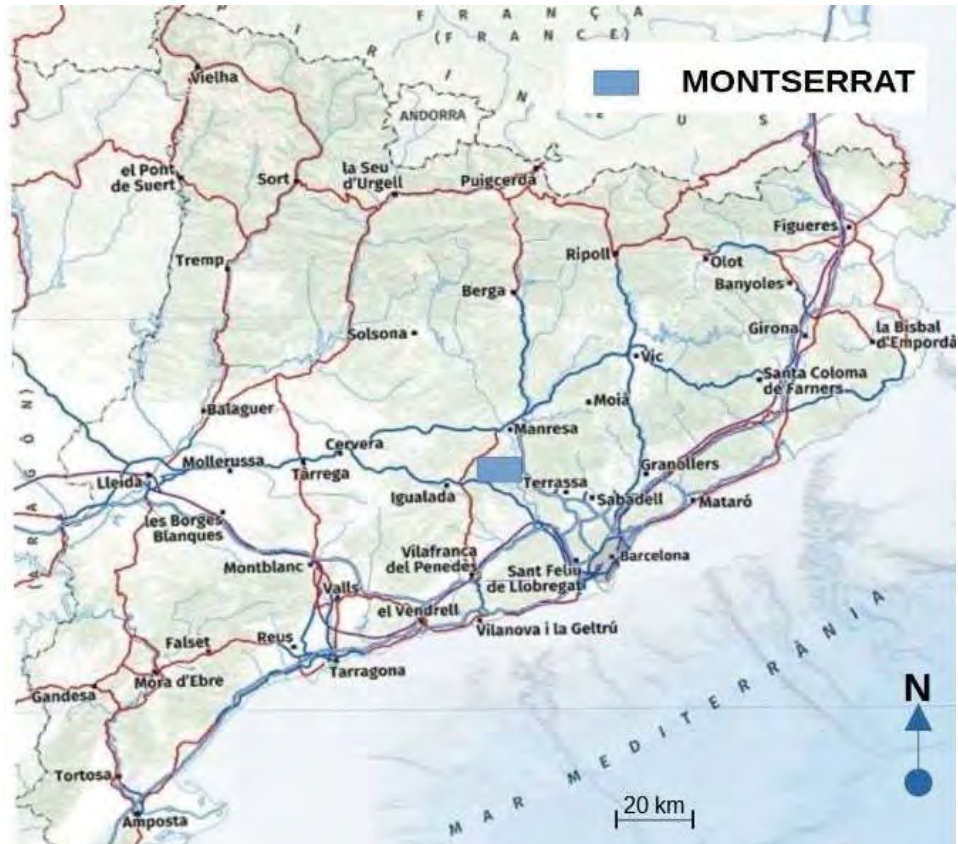 FRANÇA
(FRANCE)
PIRINEUS
MONTSERRAT
Vielha
ANDORRA
el Pont
de Suert
Sort
la Seu
d'Urgell
Puigcerdà
Figueres
Tremp
Ripoll
Olot
Banyoles
Berga
Solsona
Girona
la Bisbal
d'Empordà
Vic
Santa Coloma
de Farners
Balaguer
Moià
Manresa
(ARAGÓN)
Cervera
Mollerussa
Tàrrega
Lleida
Granollers
Terrassa
Igualada
Sabadell
Mataró
les Borges
Blanques
Vilafranca
del Penedès
Barcelona
Montblanc
Sant Feliu
de Llobregat
Valls
el Vendrell
Vilanova i la Geltrú
Falset
Reus
Tarragona
Móra d'Ebre
Gandesa
MAR MEDITERRÀNIA
N
Tortosa
20 km
Amposta